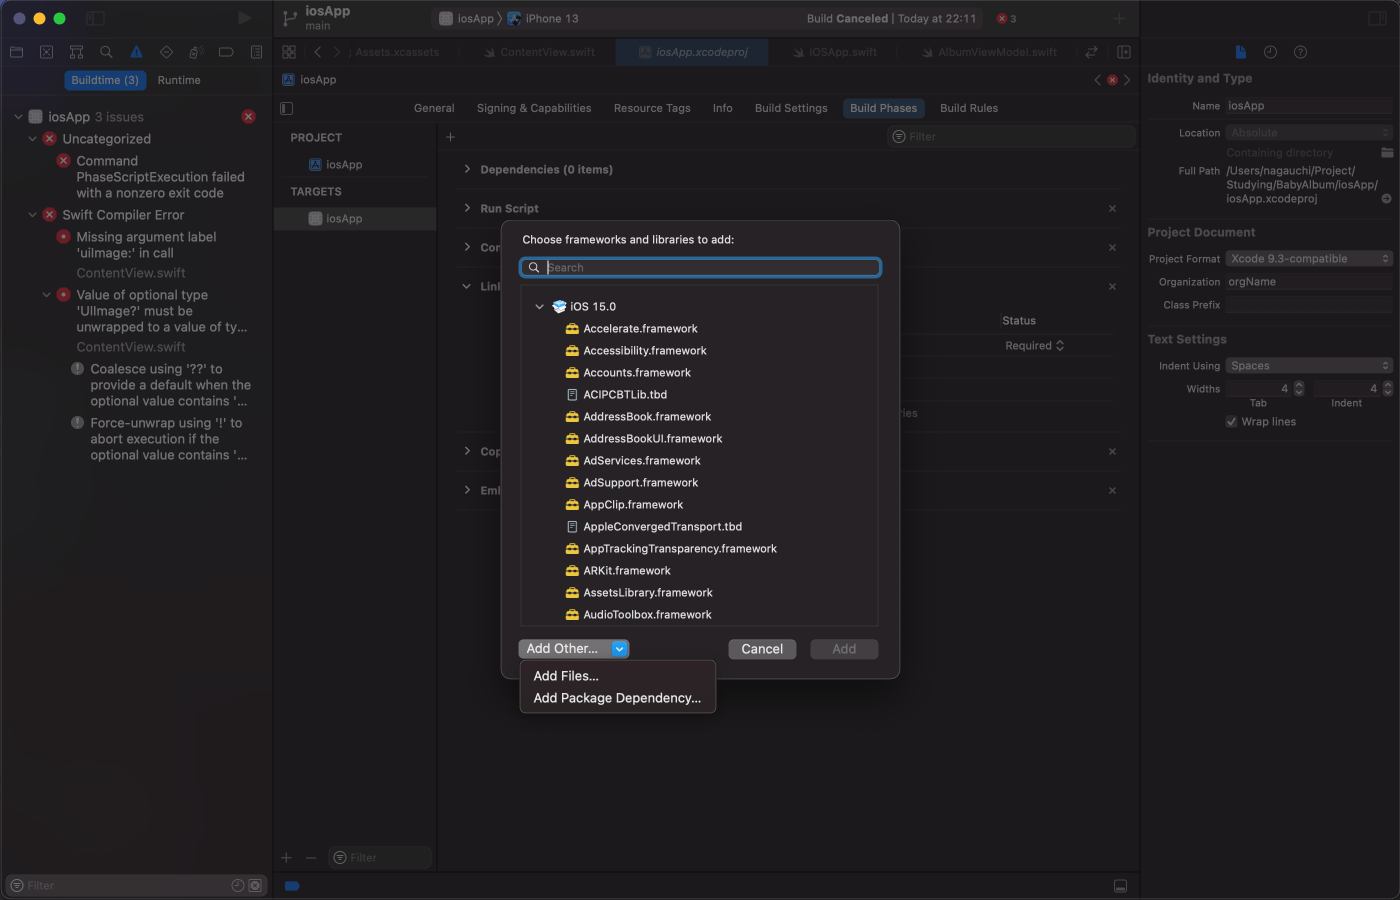 iosApp
main
iosApp
iPhone 13
Build Canceled | Today at 22:11
3
Assets.xcassets
ContentView.swift
iosApp.xcodeproj
iOSApp.swift
AlbumViewModel.swift
Buildtime (3)
Runtime
iosApp
Identity and Type
iosApp 3 issues
Uncategorized
Command
PhaseScriptExecution failed
with a nonzero exit code
Swift Compiler Error
Missing argument label
'uiImage:' in call
ContentView.swift
Value of optional type
'UIImage?' must be
unwrapped to a value of ty...
ContentView.swift
Coalesce using '??' to
provide a default when the
optional value contains '...
Force-unwrap using '!' to
abort execution if the
optional value contains '...
Filter
General
Signing & Capabilities
Resource Tags
Info
Build Settings
Build Phases
Build Rules
PROJECT
iosApp
TARGETS
iosApp
Filter
Filter
Dependencies (0 items)
Run Script
Status
Required
Choose frameworks and libraries to add:
Search
iOS 15.0
Accelerate.framework
Accessibility.framework
Accounts.framework
ACIPCBTLib.tbd
AddressBook.framework
AddressBookUI.framework
AdServices.framework
AdSupport.framework
AppClip.framework
AppleConvergedTransport.tbd
AppTrackingTransparency.framework
ARKit.framework
AssetsLibrary.framework
AudioToolbox.framework
Add Other...
Cancel
Add
Add Files...
Add Package Dependency...
Name iosApp
Location Absolute
Containing directory
Full Path /Users/nagauchi/Project/
Studying/BabyAlbum/iosApp/
iosApp.xcodeproj
Project Document
Project Format Xcode 9.3-compatible
Organization orgName
Class Prefix
Text Settings
Indent Using Spaces
Widths 4 4
Tab Indent
Wrap lines